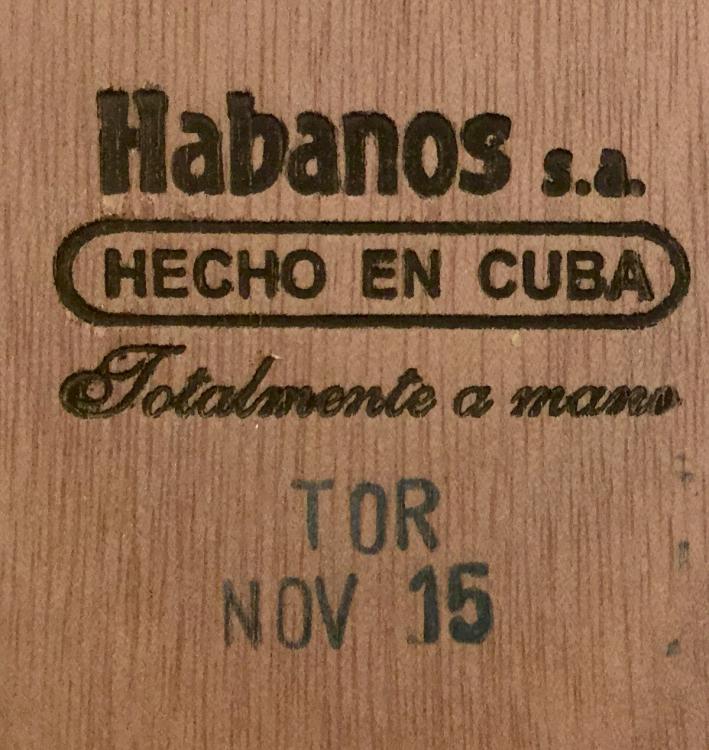 Habanos s.a.
HECHO EN CUBA
Totalmente a mano
TOR
NOV 15